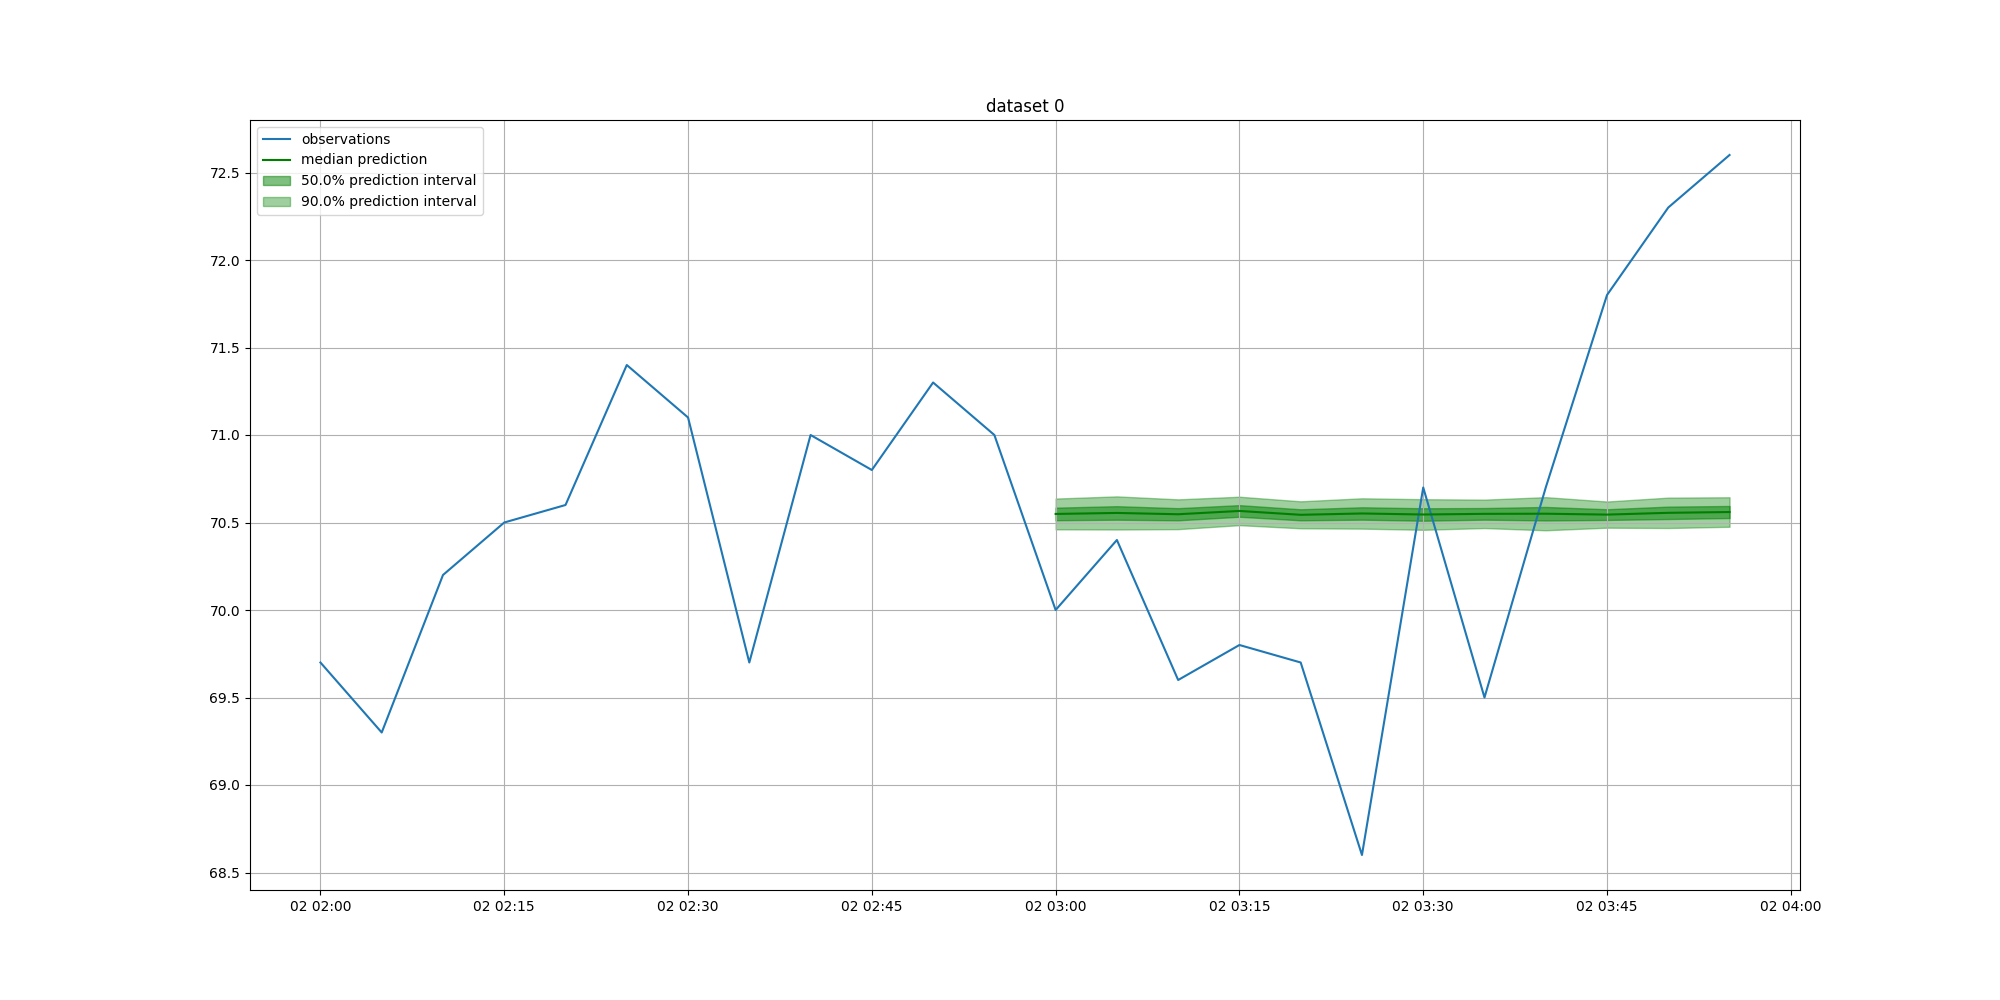 dataset 0
observations
median prediction
50.0% prediction interval
90.0% prediction interval
72.5
72.0
71.5
71.0
70.5
70.0
69.5
69.0
68.5
02 02:00 02 02:15 02 02:30 02 02:45 02 03:00 02 03:15 02 03:30 02 03:45 02 04:00